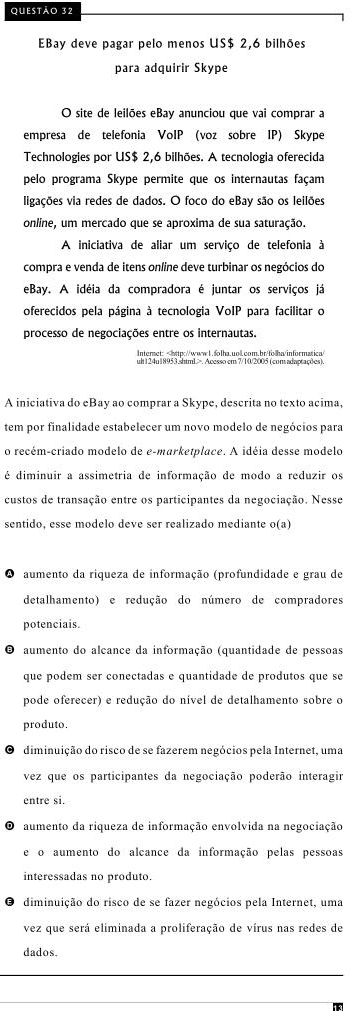 QUESTÃO 32
EBay deve pagar pelo menos US$ 2,6 bilhões
para adquirir Skype
O site de leilões eBay anunciou que vai comprar a
empresa de telefonia VoIP (voz sobre IP) Skype
Technologies por US$ 2,6 bilhões. A tecnologia oferecida
pelo programa Skype permite que os internautas façam
ligações via redes de dados. O foco do eBay são os leilões
online, um mercado que se aproxima de sua saturação.
A iniciativa de aliar um serviço de telefonia à
compra e venda de itens online deve turbinar os negócios do
eBay. A idéia da compradora é juntar os serviços já
oferecidos pela página à tecnologia VoIP para facilitar o
processo de negociações entre os internautas.
Internet: <http://www1.folha.uol.com.br/folha/informatica/
ult124u18953.shtml.>. Acesso em 7/10/2005 (com adaptações).
A iniciativa do eBay ao comprar a Skype, descrita no texto acima,
tem por finalidade estabelecer um novo modelo de negócios para
o recém-criado modelo de e-marketplace. A idéia desse modelo
é diminuir a assimetria de informação de modo a reduzir os
custos de transação entre os participantes da negociação. Nesse
sentido, esse modelo deve ser realizado mediante o(a)
A aumento da riqueza de informação (profundidade e grau de
detalhamento) e redução do número de compradores
potenciais.
B aumento do alcance da informação (quantidade de pessoas
que podem ser conectadas e quantidade de produtos que se
pode oferecer) e redução do nível de detalhamento sobre o
produto.
C diminuição do risco de se fazerem negócios pela Internet, uma
vez que os participantes da negociação poderão interagir
entre si.
D aumento da riqueza de informação envolvida na negociação
e o aumento do alcance da informação pelas pessoas
interessadas no produto.
E diminuição do risco de se fazer negócios pela Internet, uma
vez que será eliminada a proliferação de vírus nas redes de
dados.
13